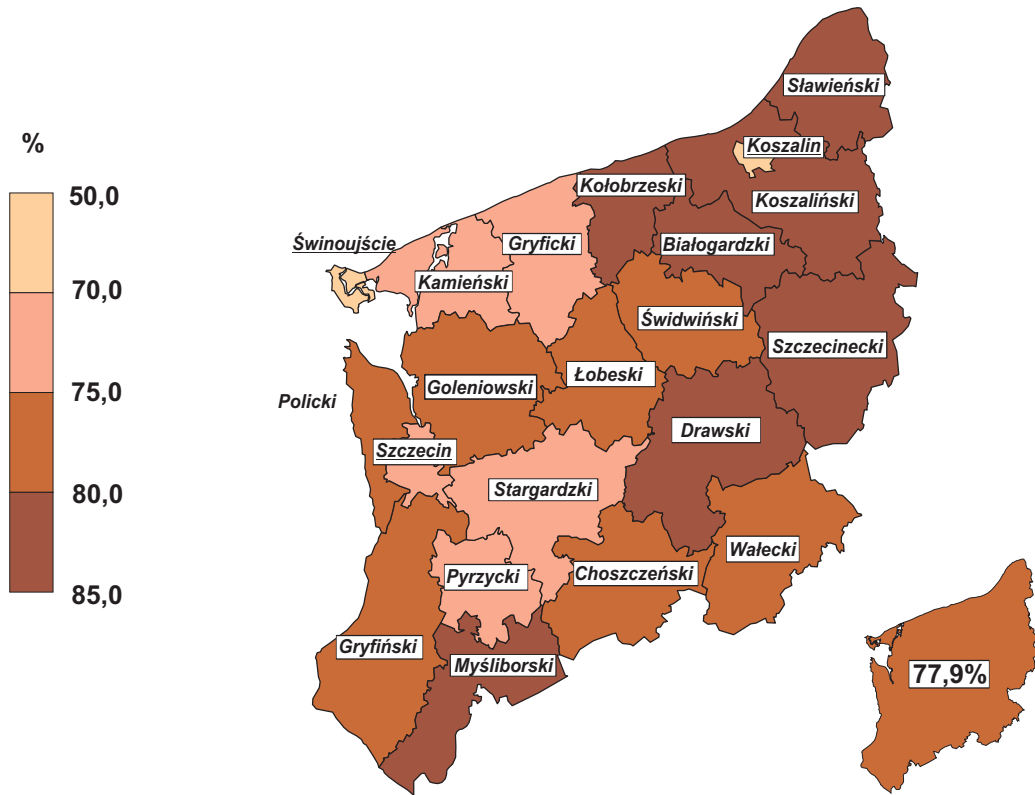 %
50,0
70,0
75,0
80,0
85,0
Sławieński
Koszalin
Kołobrzeski
Koszaliński
Świnoujście
Gryficki
Białogardzki
Kamieński
Świdwiński
Szczecinecki
Goleniowski
Łobeski
Policki
Drawski
Szczecin
Stargardzki
Wałecki
Pyrzycki
Choszczeński
Gryfiński
Myśliborski
77,9%